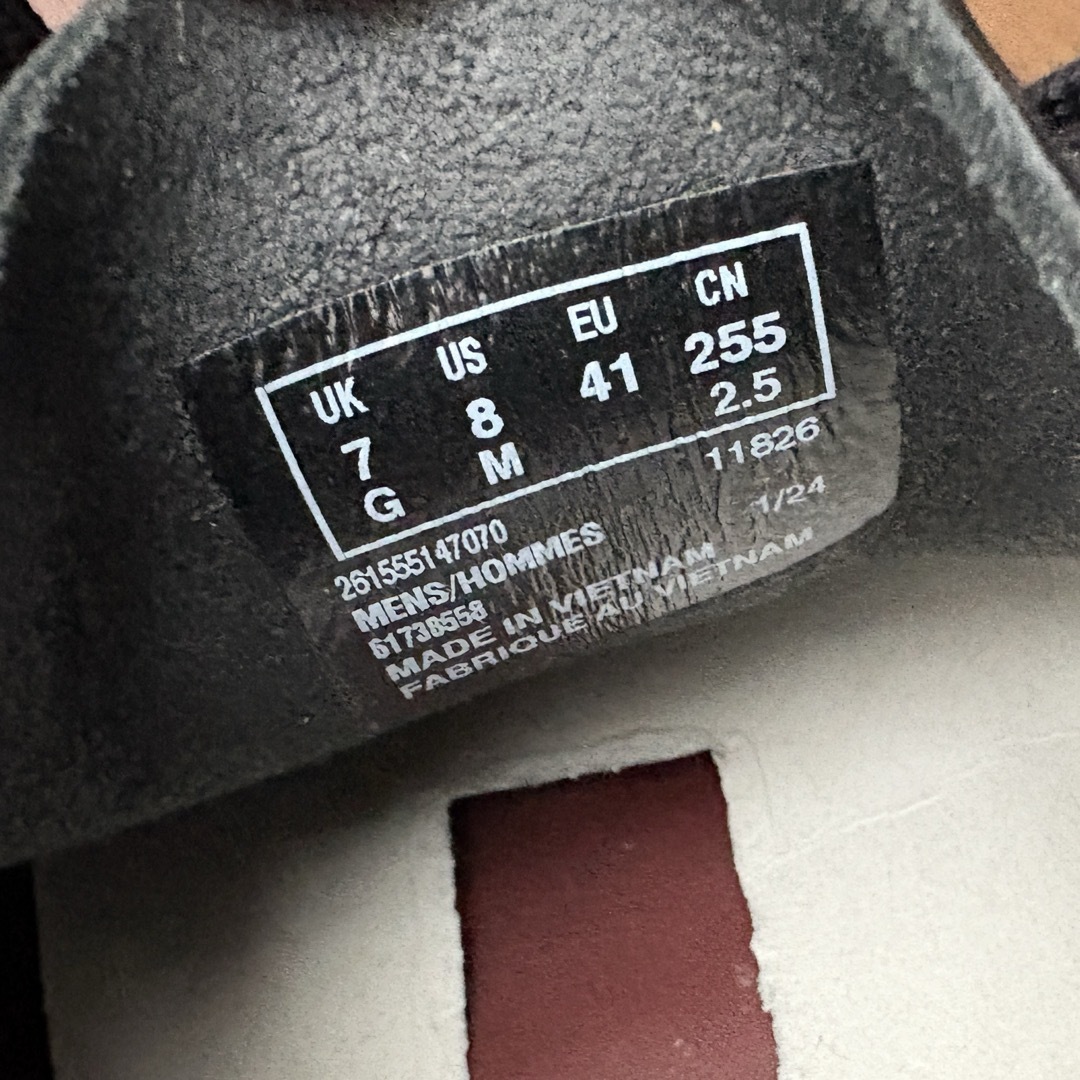 UK US EU CN
7 8 41 255
G M 2.5
261555147070 11826
MENS/HOMMES 1/24
61738558
MADE IN VIETNAM
FABRIQUE AU VIETNAM